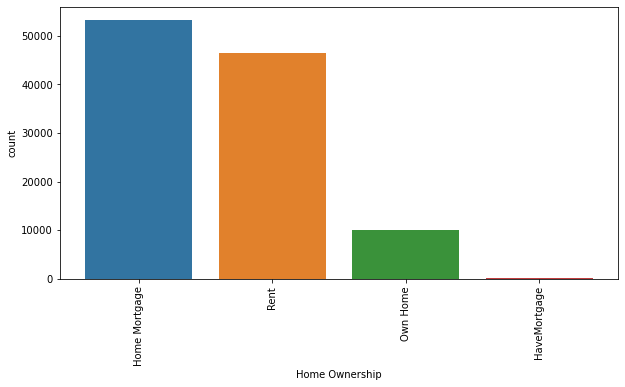 50000
40000
30000
20000
10000
0
count
Home Mortgage
Rent
Own Home
HaveMortgage
Home Ownership